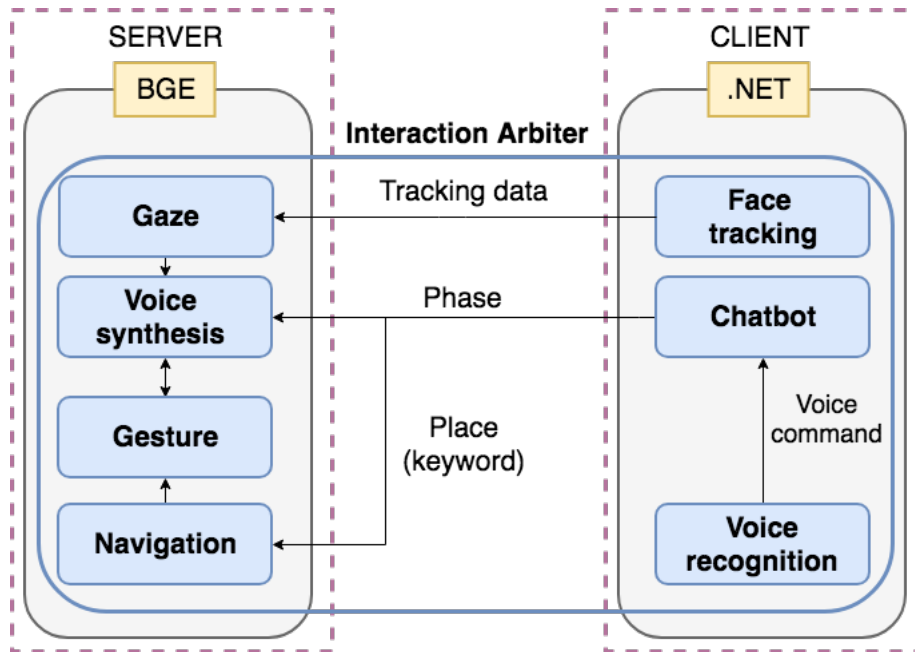 SERVER
CLIENT
BGE
.NET
Interaction Arbiter
Gaze
Tracking data
Face
tracking
Voice
synthesis
Phase
Chatbot
Gesture
Place
(keyword)
Voice
command
Navigation
Voice
recognition